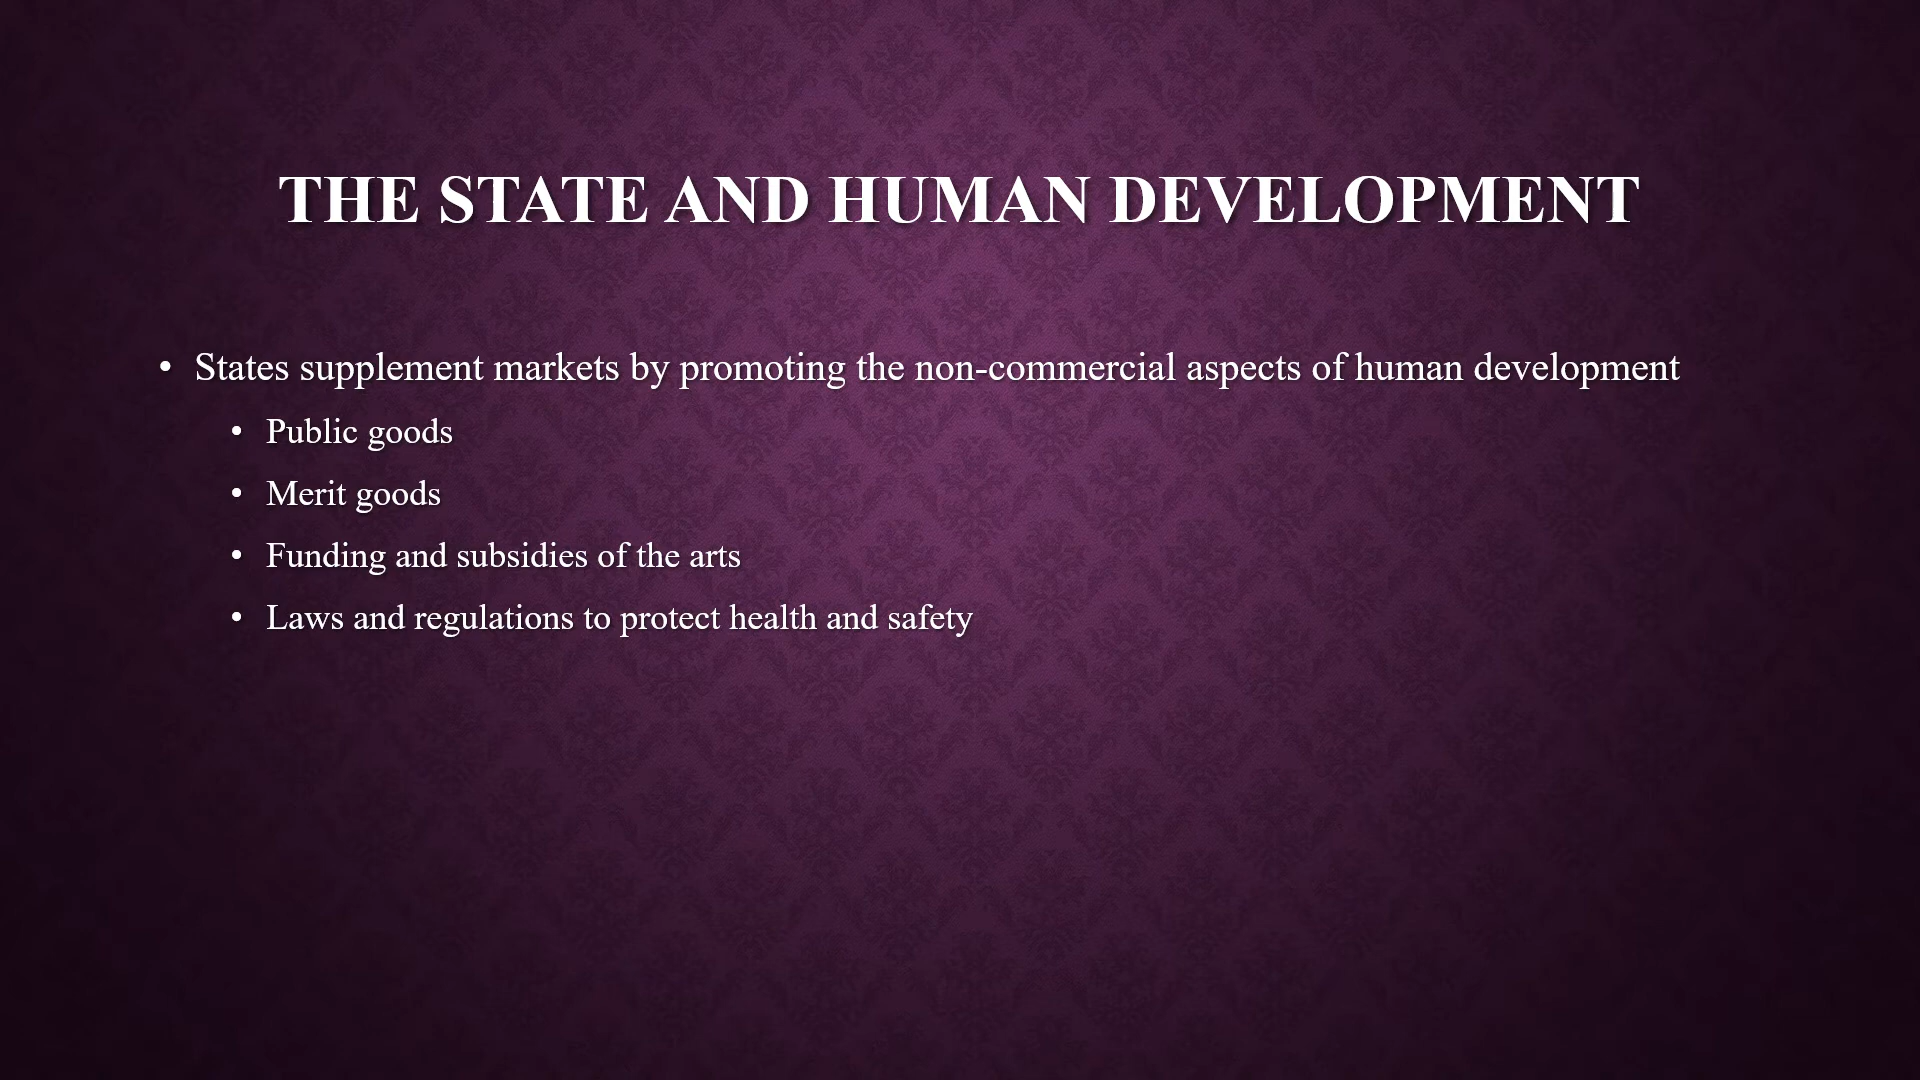 THE STATE AND HUMAN DEVELOPMENT
• States supplement markets by promoting the non-commercial aspects of human development
• Public goods
• Merit goods
• Funding and subsidies of the arts
• Laws and regulations to protect health and safety